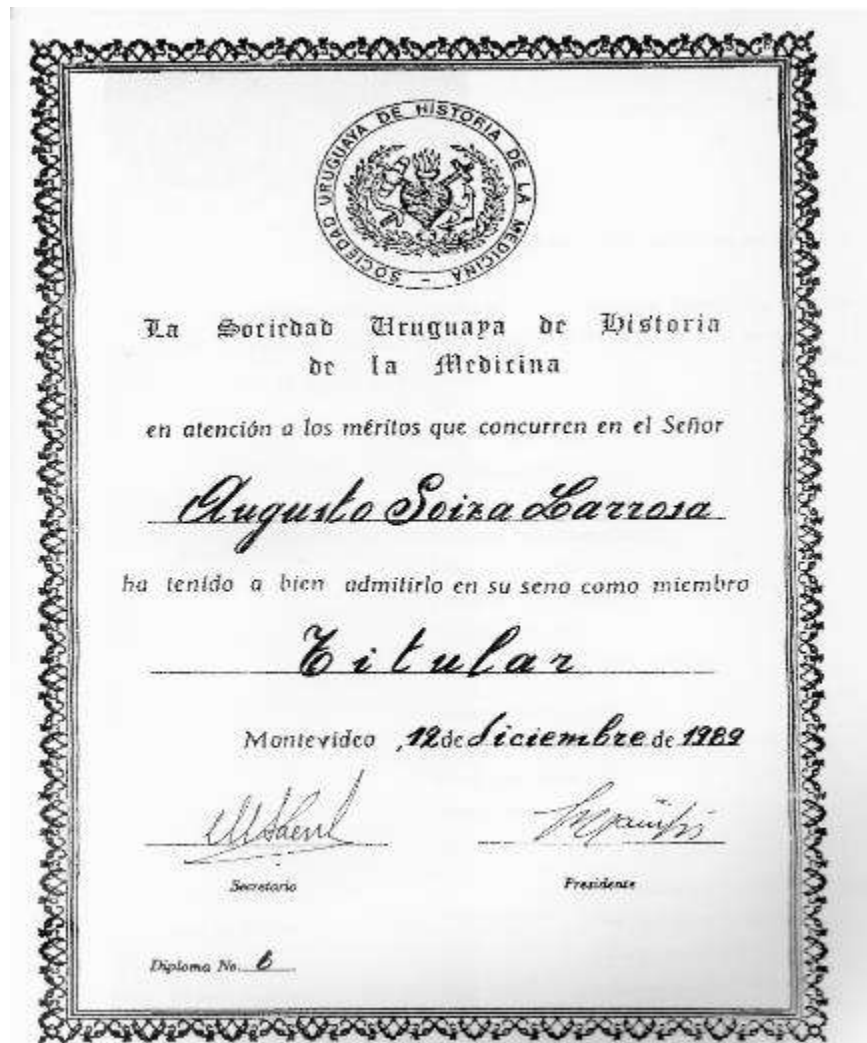 SOCIEDAD URUGUAYA DE HISTORIA DE LA MEDICINA -
La Sociedad Uruguaya de Historia
de la Medicina
en atención a los méritos que concurren en el Señor
Augusto Soiza Larrosa
ha tenido a bien admitirlo en su seno como miembro
Titular
Montevideo, 12 de diciembre de 1989
Secretario Presidente
Diploma No. 6